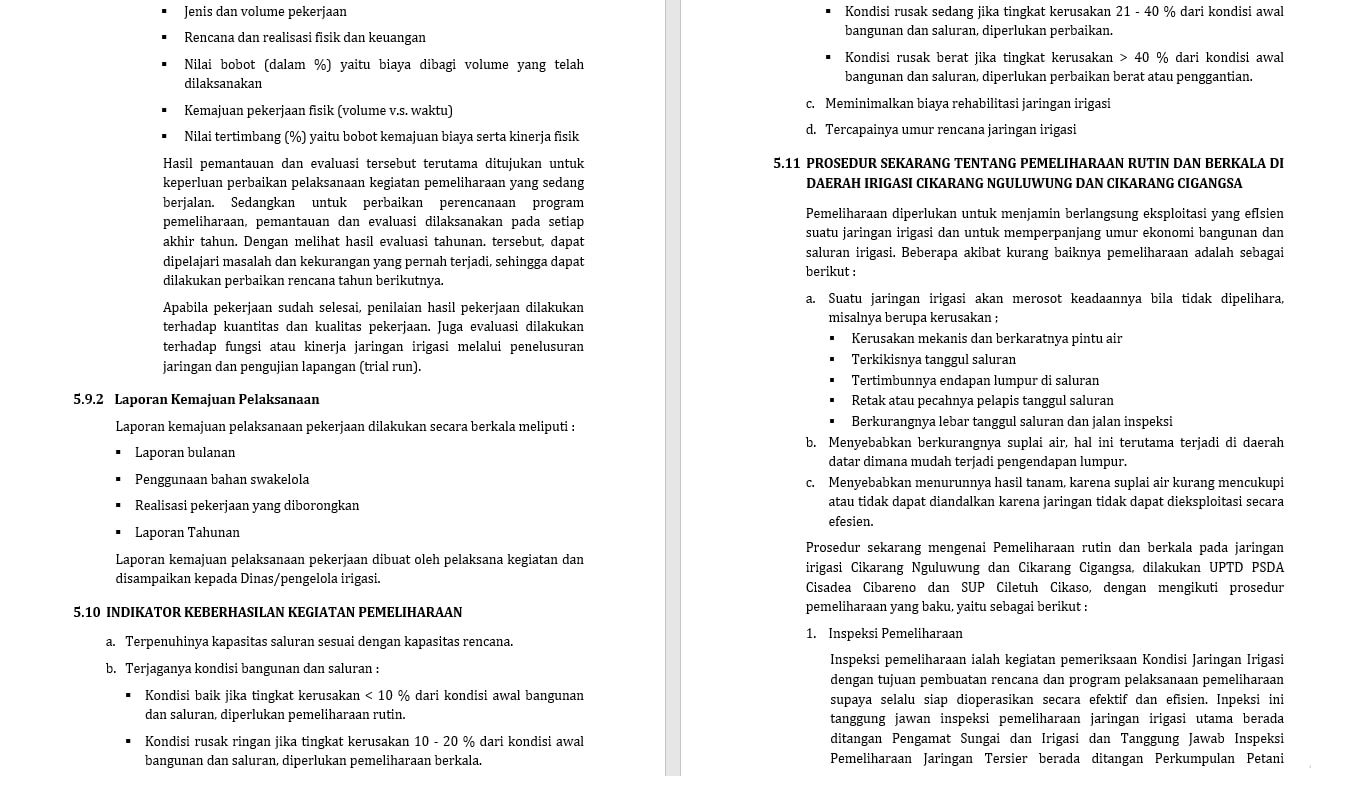 ▪ Jenis dan volume pekerjaan
▪ Rencana dan realisasi fisik dan keuangan
▪ Nilai bobot (dalam %) yaitu biaya dibagi volume yang telah
dilaksanakan
▪ Kemajuan pekerjaan fisik (volume v.s. waktu)
▪ Nilai tertimbang (%) yaitu bobot kemajuan biaya serta kinerja fisik
Hasil pemantauan dan evaluasi tersebut terutama ditujukan untuk
keperluan perbaikan pelaksanaan kegiatan pemeliharaan yang sedang
berjalan. Sedangkan untuk perbaikan perencanaan program
pemeliharaan, pemantauan dan evaluasi dilaksanakan pada setiap
akhir tahun. Dengan melihat hasil evaluasi tahunan. tersebut, dapat
dipelajari masalah dan kekurangan yang pernah terjadi, sehingga dapat
dilakukan perbaikan rencana tahun berikutnya.
Apabila pekerjaan sudah selesai, penilaian hasil pekerjaan dilakukan
terhadap kuantitas dan kualitas pekerjaan. Juga evaluasi dilakukan
terhadap fungsi atau kinerja jaringan irigasi melalui penelusuran
jaringan dan pengujian lapangan (trial run).
5.9.2 Laporan Kemajuan Pelaksanaan
Laporan kemajuan pelaksanaan pekerjaan dilakukan secara berkala meliputi :
▪ Laporan bulanan
▪ Penggunaan bahan swakelola
▪ Realisasi pekerjaan yang diborongkan
▪ Laporan Tahunan
Laporan kemajuan pelaksanaan pekerjaan dibuat oleh pelaksana kegiatan dan
disampaikan kepada Dinas/pengelola irigasi.
5.10 INDIKATOR KEBERHASILAN KEGIATAN PEMELIHARAAN
a. Terpenuhinya kapasitas saluran sesuai dengan kapasitas rencana.
b. Terjaganya kondisi bangunan dan saluran :
▪ Kondisi baik jika tingkat kerusakan < 10 % dari kondisi awal bangunan
dan saluran, diperlukan pemeliharaan rutin.
▪ Kondisi rusak ringan jika tingkat kerusakan 10 - 20 % dari kondisi awal
bangunan dan saluran, diperlukan pemeliharaan berkala.
▪ Kondisi rusak sedang jika tingkat kerusakan 21 - 40 % dari kondisi awal
bangunan dan saluran, diperlukan perbaikan.
▪ Kondisi rusak berat jika tingkat kerusakan > 40 % dari kondisi awal
bangunan dan saluran, diperlukan perbaikan berat atau penggantian.
c. Meminimalkan biaya rehabilitasi jaringan irigasi
d. Tercapainya umur rencana jaringan irigasi
5.11 PROSEDUR SEKARANG TENTANG PEMELIHARAAN RUTIN DAN BERKALA DI
DAERAH IRIGASI CIKARANG NGULUWUNG DAN CIKARANG CIGANGSA
Pemeliharaan diperlukan untuk menjamin berlangsung eksploitasi yang eflsien
suatu jaringan irigasi dan untuk memperpanjang umur ekonomi bangunan dan
saluran irigasi. Beberapa akibat kurang baiknya pemeliharaan adalah sebagai
berikut :
a. Suatu jaringan irigasi akan merosot keadaannya bila tidak dipelihara,
misalnya berupa kerusakan ;
▪ Kerusakan mekanis dan berkaratnya pintu air
▪ Terkikisnya tanggul saluran
▪ Tertimbunnya endapan lumpur di saluran
▪ Retak atau pecahnya pelapis tanggul saluran
▪ Berkurangnya lebar tanggul saluran dan jalan inspeksi
b. Menyebabkan berkurangnya suplai air, hal ini terutama terjadi di daerah
datar dimana mudah terjadi pengendapan lumpur.
c. Menyebabkan menurunnya hasil tanam, karena suplai air kurang mencukupi
atau tidak dapat diandalkan karena jaringan tidak dapat dieksploitasi secara
efesien.
Prosedur sekarang mengenai Pemeliharaan rutin dan berkala pada jaringan
irigasi Cikarang Nguluwung dan Cikarang Cigangsa, dilakukan UPTD PSDA
Cisadea Cibareno dan SUP Ciletuh Cikaso, dengan mengikuti prosedur
pemeliharaan yang baku, yaitu sebagai berikut :
1. Inspeksi Pemeliharaan
Inspeksi pemeliharaan ialah kegiatan pemeriksaan Kondisi Jaringan Irigasi
dengan tujuan pembuatan rencana dan program pelaksanaan pemeliharaan
supaya selalu siap dioperasikan secara efektif dan efisien. Inpeksi ini
tanggung jawan inspeksi pemeliharaan jaringan irigasi utama berada
ditangan Pengamat Sungai dan Irigasi dan Tanggung Jawab Inspeksi
Pemeliharaan Jaringan Tersier berada ditangan Perkumpulan Petani